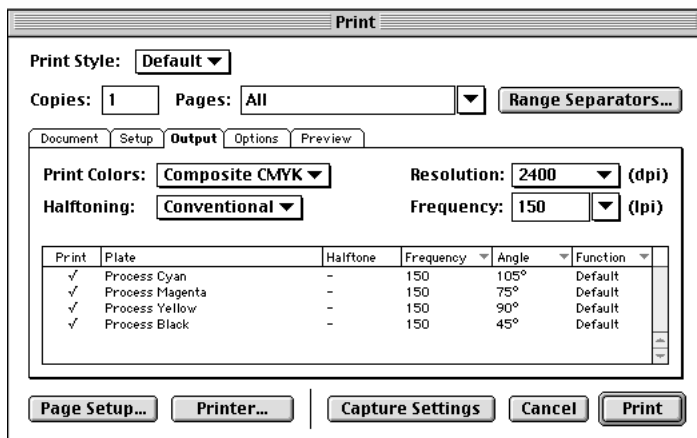 Print
Print Style: Default
Copies: 1 Pages: All Range Separators...
Document Setup Output Options Preview
Print Colors: Composite CMYK Resolution: 2400 (dpi)
Halftoning: Conventional Frequency: 150 (lpi)
Print Plate Halftone Frequency Angle Function
√ Process Cyan - 150 105° Default
√ Process Magenta - 150 75° Default
√ Process Yellow - 150 90° Default
√ Process Black - 150 45° Default
Page Setup... Printer... Capture Settings Cancel Print